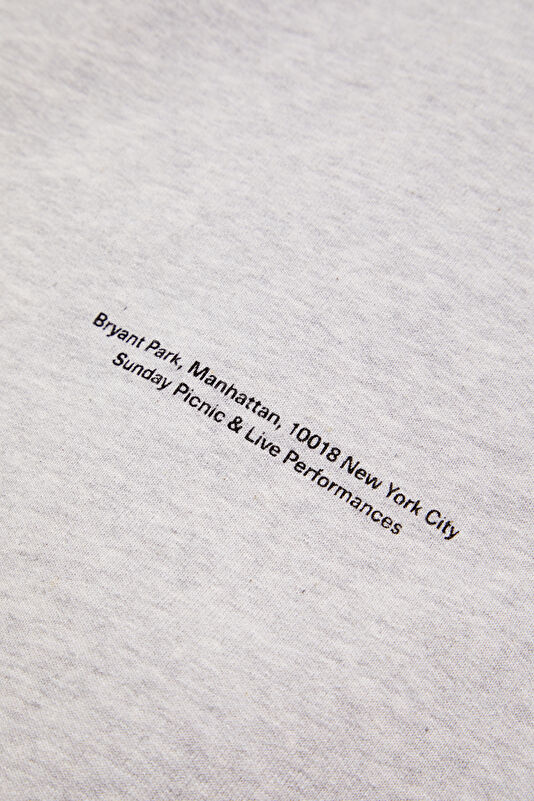 Bryant Park, Manhattan, 10018 New York City
Sunday Picnic & Live Performances